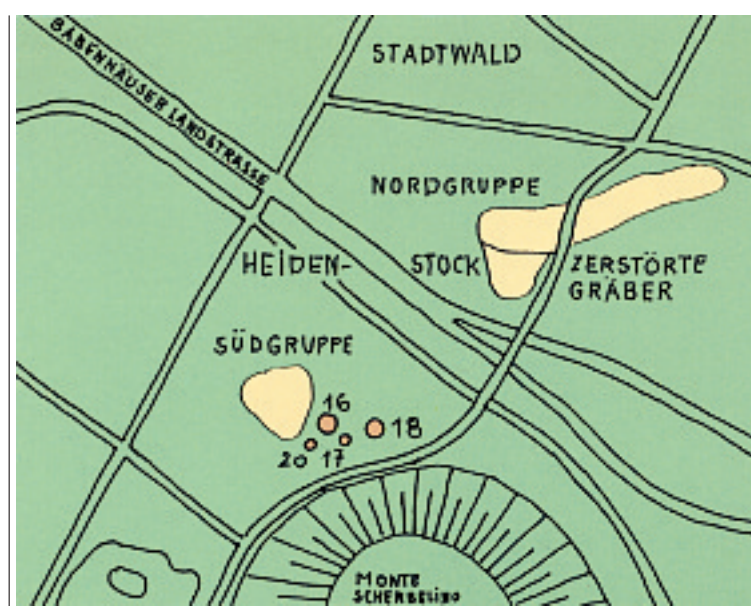 STADTWALD
BABENHÄUSER LANDSTRASSE
NORDGRUPPE
HEIDEN- STOCK
ZERSTÖRTE
GRÄBER
SÜDGRUPPE
16
18
20 17
MONTE
SCHERBELINO